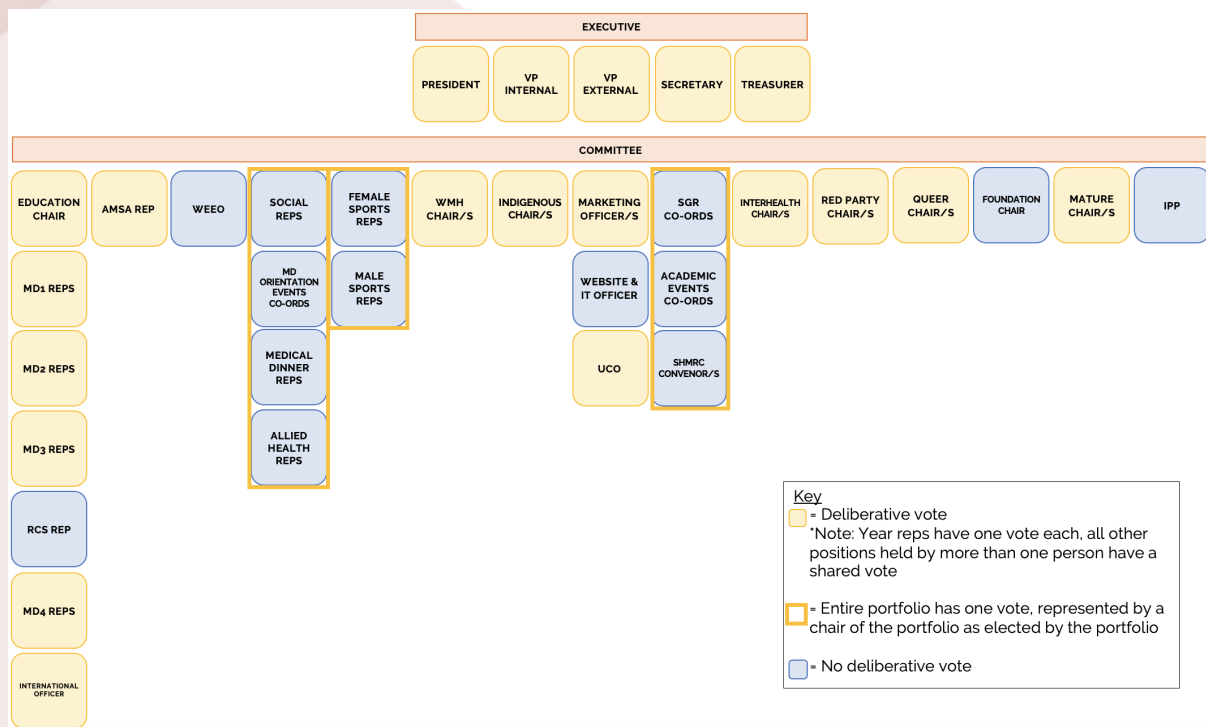 EXECUTIVE
PRESIDENT
VP
INTERNAL
VP
EXTERNAL
SECRETARY
TREASURER
COMMITTEE
EDUCATION
CHAIR
AMSA REP
WEEO
SOCIAL
REPS
FEMALE
SPORTS
REPS
WMH
CHAIR/S
INDIGENOUS
CHAIR/S
MARKETING
OFFICER/S
SGR
CO-ORDS
INTERHEALTH
CHAIR/S
RED PARTY
CHAIR/S
QUEER
CHAIR/S
FOUNDATION
CHAIR
MATURE
CHAIR/S
IPP
MD1 REPS
MD
ORIENTATION
EVENTS
CO-ORDS
MALE
SPORTS
REPS
WEBSITE &
IT OFFICER
ACADEMIC
EVENTS
CO-ORDS
MD2 REPS
MEDICAL
DINNER
REPS
UCO
SHMRC
CONVENOR/S
MD3 REPS
ALLIED
HEALTH
REPS
RCS REP
MD4 REPS
INTERNATIONAL
OFFICER
Key
= Deliberative vote
*Note: Year reps have one vote each, all other
positions held by more than one person have a
shared vote
= Entire portfolio has one vote, represented by a
chair of the portfolio as elected by the portfolio
= No deliberative vote